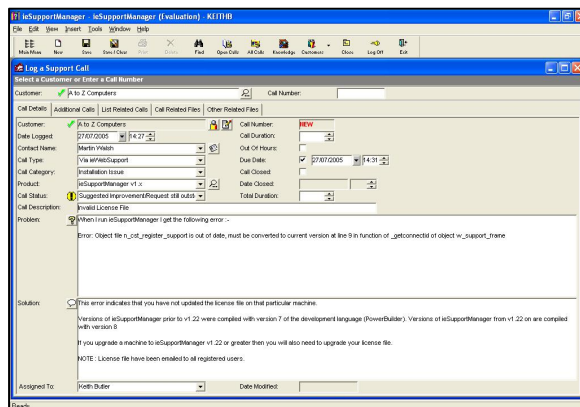 ieSupportManager - ieSupportManager (Evaluation) - KEITHB
File Edit View Insert Tools Window Help
Main Menu New Save Save / Clear Print Delete Find Open Calls All Calls Knowledge Customers Close Log Off Exit
Log a Support Call
Select a Customer or Enter a Call Number
Customer: A to Z Computers Call Number:
Call Details Additional Calls List Related Calls Call Related Files Other Related Files
Customer: A to Z Computers Call Number: NEW
Date Logged: 27/07/2005 14:27 Call Duration:
Contact Name: Martin Walsh Out Of Hours:
Call Type: Via ieWebSupport Due Date: 27/07/2005 14:31
Call Category: Installation Issue Call Closed:
Product: ieSupportManager v1.x Date Closed:
Call Status: Suggested Improvement/Request still outst Total Duration:
Call Description: Invalid License File
Problem: When I run ieSupportManager I get the following error :-
Error: Object file n_cst_register_support is out of date, must be converted to current version at line 9 in function of _getconnectid of object w_support_frame
Solution: This error indicates that you have not updated the license file on that particular machine.
Versions of ieSupportManager prior to v1.22 were compiled with version 7 of the development language (PowerBuilder). Versions of ieSupportManager from v1.22 on are compiled
with version 8
If you upgrade a machine to ieSupportManager v1.22 or greater then you will also need to upgrade your license file.
NOTE : License file have been emailed to all registered users.
Assigned To: Keith Butler Date Modified:
Ready